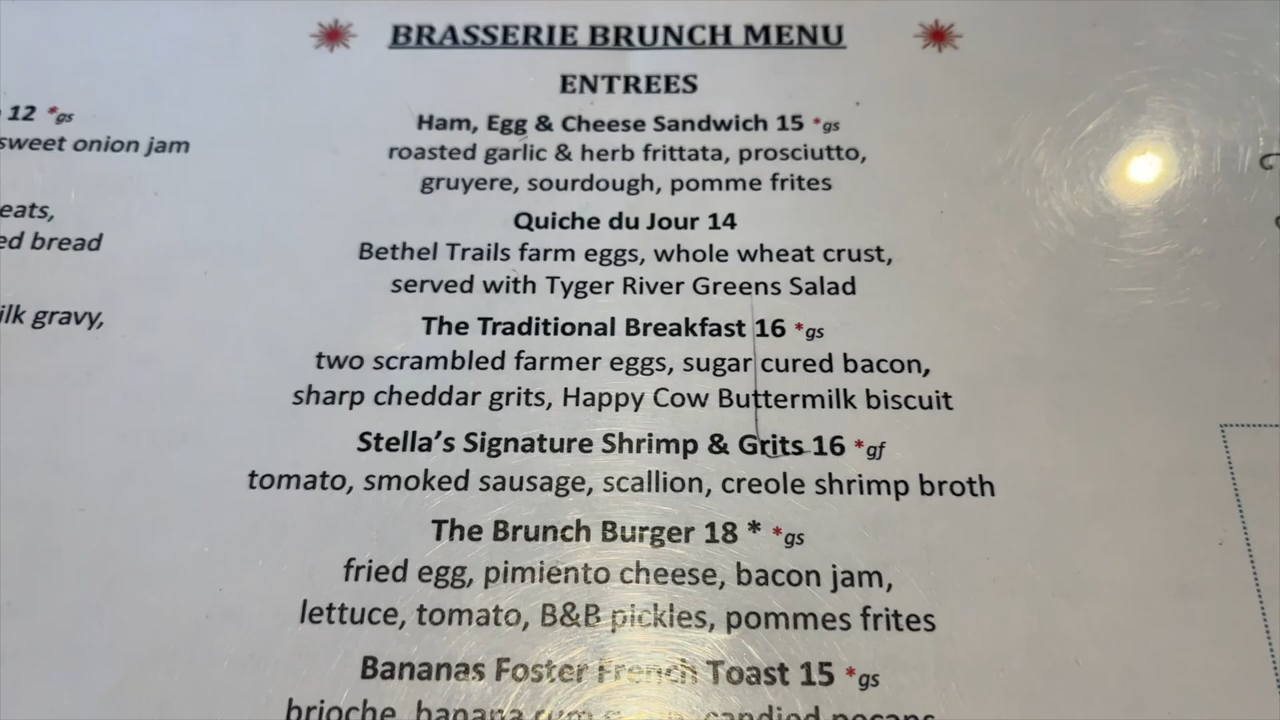 BRASSERIE BRUNCH MENU
ENTREES
12 *gs
sweet onion jam
eats,
ed bread
ilk gravy,
Ham, Egg & Cheese Sandwich 15 *gs
roasted garlic & herb frittata, prosciutto,
gruyere, sourdough, pomme frites
Quiche du Jour 14
Bethel Trails farm eggs, whole wheat crust,
served with Tyger River Greens Salad
The Traditional Breakfast 16 *gs
two scrambled farmer eggs, sugar cured bacon,
sharp cheddar grits, Happy Cow Buttermilk biscuit
Stella's Signature Shrimp & Grits 16 *gf
tomato, smoked sausage, scallion, creole shrimp broth
The Brunch Burger 18 * *gs
fried egg, pimiento cheese, bacon jam,
lettuce, tomato, B&B pickles, pommes frites
Bananas Foster French Toast 15 *gs
brioche, banana rum candied pecans